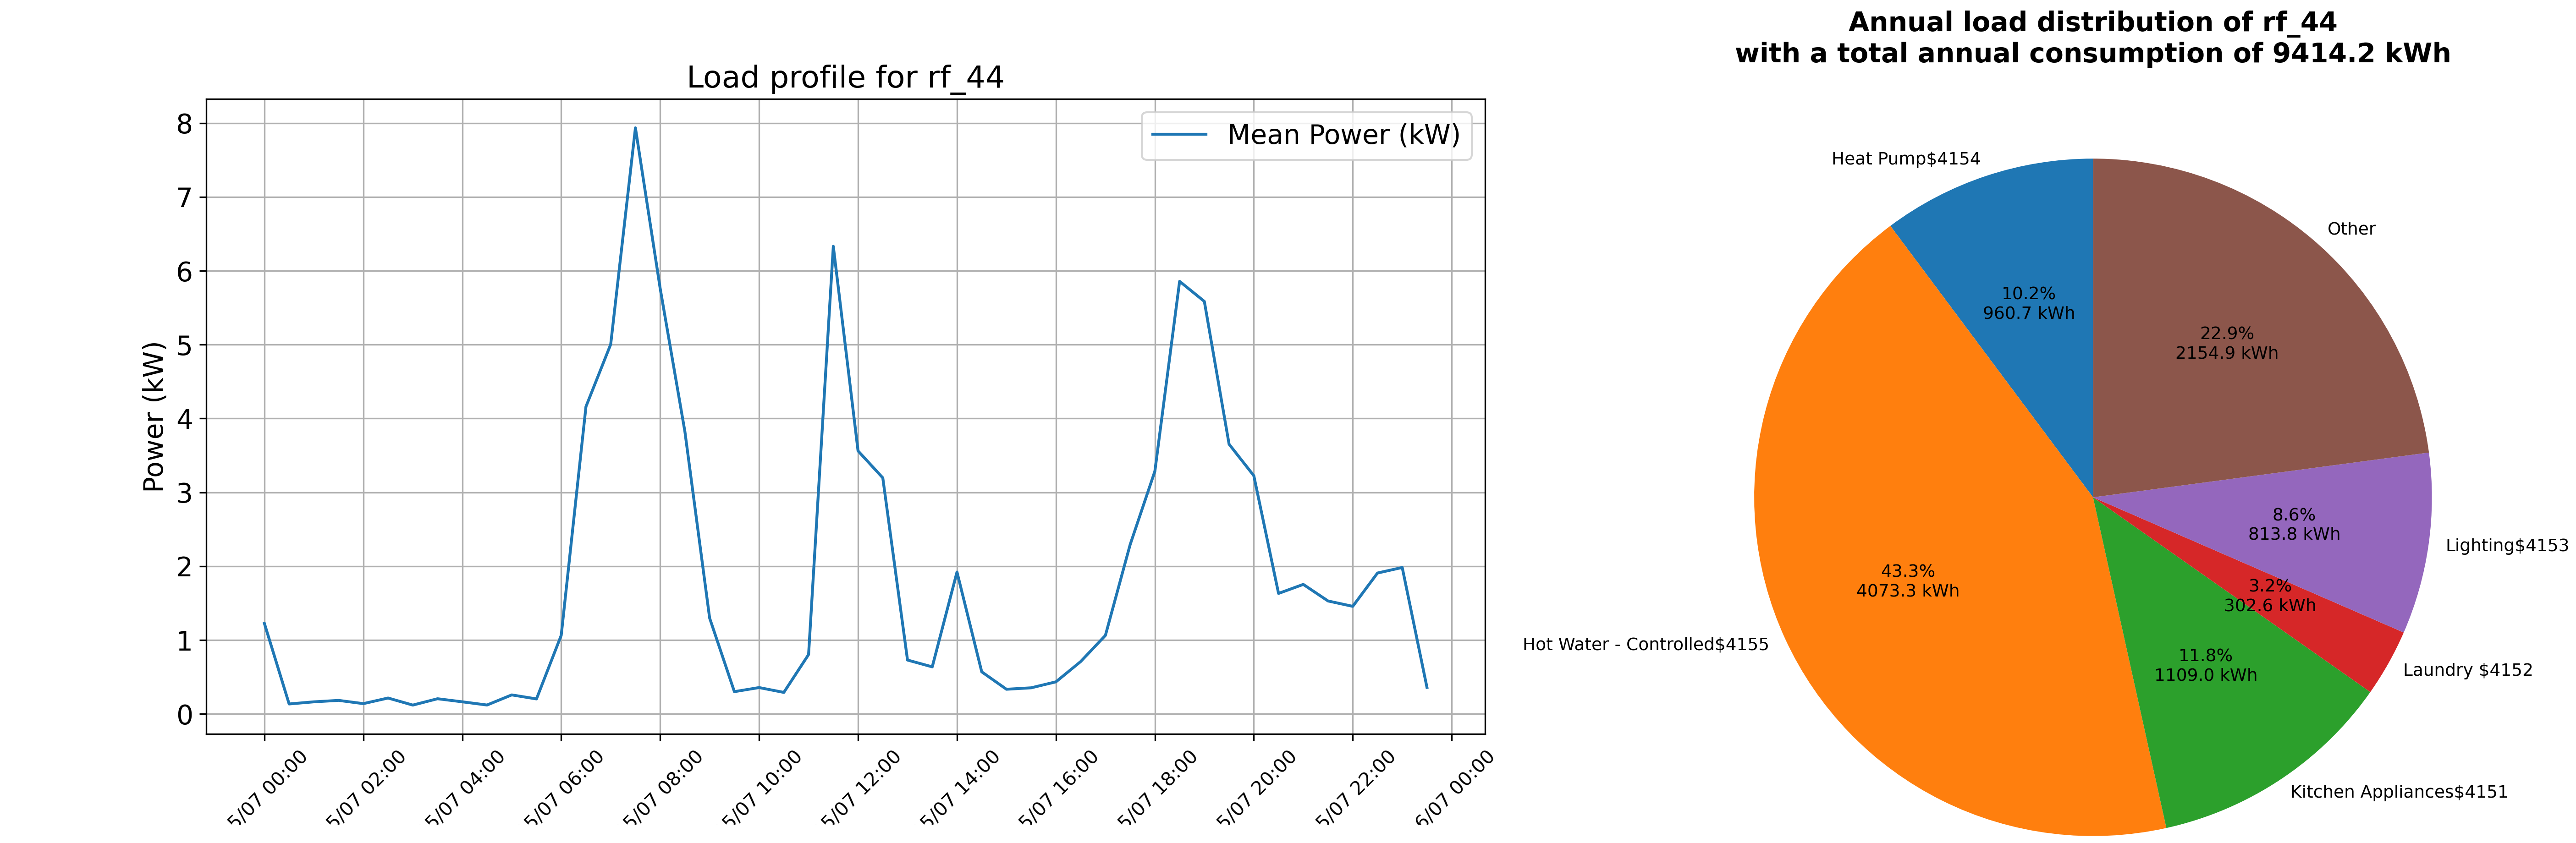 Load profile for rf_44
Mean Power (kW)
Power (kW)
8
7
6
5
4
3
2
1
0
5/07 00:00
5/07 02:00
5/07 04:00
5/07 06:00
5/07 08:00
5/07 10:00
5/07 12:00
5/07 14:00
5/07 16:00
5/07 18:00
5/07 20:00
5/07 22:00
6/07 00:00
Annual load distribution of rf_44
with a total annual consumption of 9414.2 kWh
Heat Pump$4154
10.2%
960.7 kWh
Other
22.9%
2154.9 kWh
Hot Water - Controlled$4155
43.3%
4073.3 kWh
Lighting$4153
8.6%
813.8 kWh
Laundry $4152
3.2%
302.6 kWh
Kitchen Appliances$4151
11.8%
1109.0 kWh